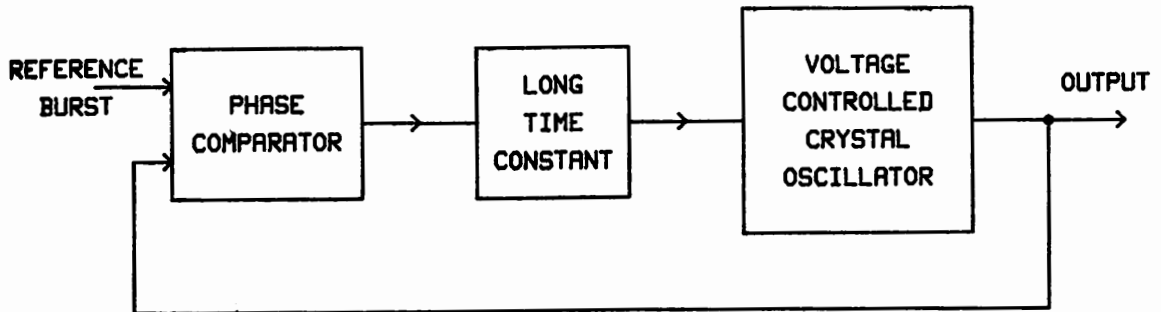 REFERENCE
BURST
PHASE
COMPARATOR
LONG
TIME
CONSTANT
VOLTAGE
CONTROLLED
CRYSTAL
OSCILLATOR
OUTPUT